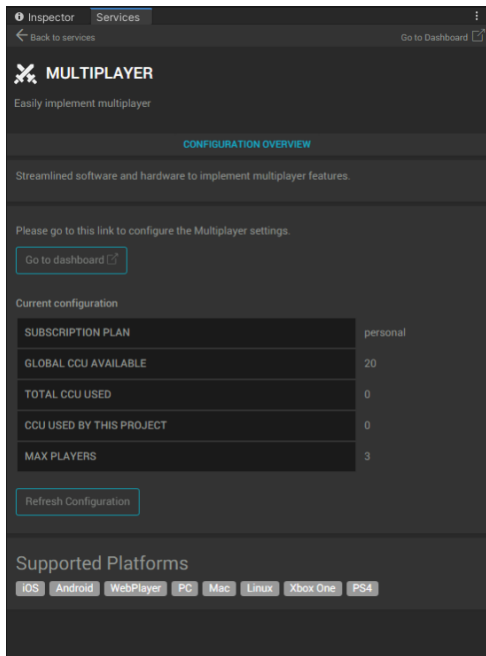 Inspector Services
Back to services Go to Dashboard
MULTIPLAYER
Easily implement multiplayer
CONFIGURATION OVERVIEW
Streamlined software and hardware to implement multiplayer features.
Please go to this link to configure the Multiplayer settings.
Go to dashboard
Current configuration
SUBSCRIPTION PLAN personal
GLOBAL CCU AVAILABLE 20
TOTAL CCU USED 0
CCU USED BY THIS PROJECT 0
MAX PLAYERS 3
Refresh Configuration
Supported Platforms
iOS Android WebPlayer PC Mac Linux Xbox One PS4